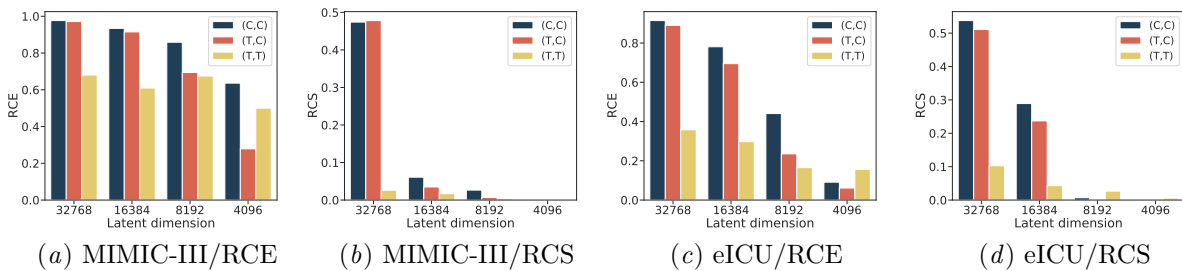 1.0
0.8
0.6
0.4
0.2
0.0
RCE
(C,C)
(T,C)
(T,T)
32768 16384 8192 4096
Latent dimension
(a) MIMIC-III/RCE
0.5
0.4
0.3
0.2
0.1
0.0
RCS
(C,C)
(T,C)
(T,T)
32768 16384 8192 4096
Latent dimension
(b) MIMIC-III/RCS
0.8
0.6
0.4
0.2
0.0
RCE
(C,C)
(T,C)
(T,T)
32768 16384 8192 4096
Latent dimension
(c) eICU/RCE
0.5
0.4
0.3
0.2
0.1
0.0
RCS
(C,C)
(T,C)
(T,T)
32768 16384 8192 4096
Latent dimension
(d) eICU/RCS